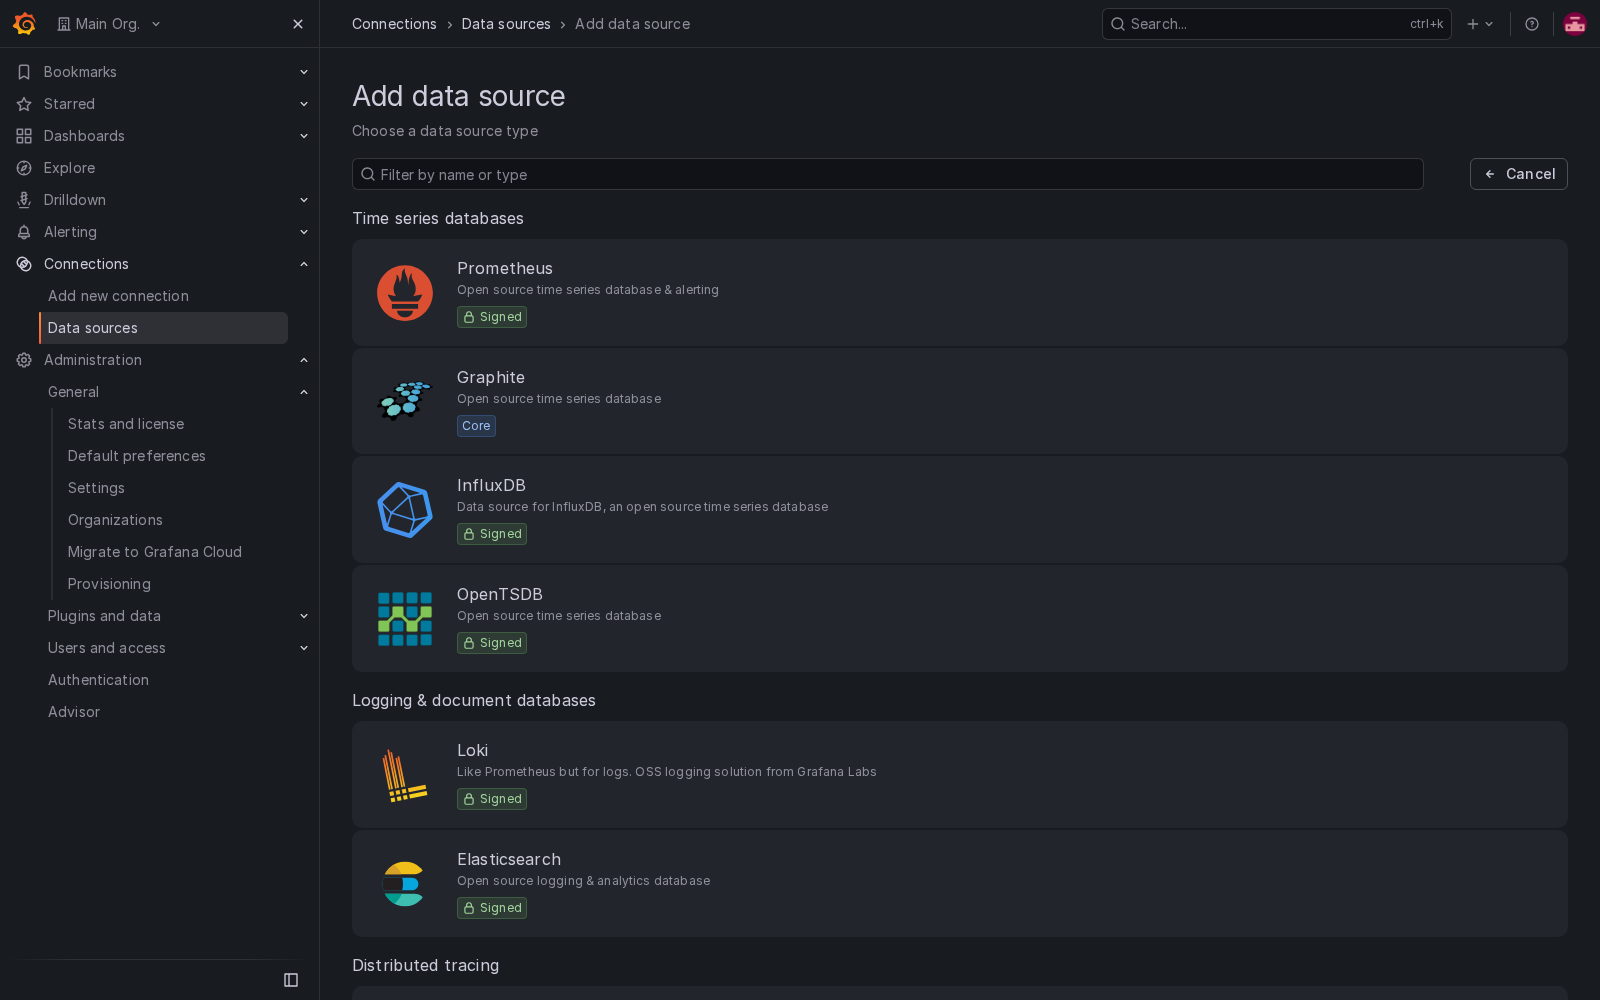 Main Org.
Connections
Data sources
Add data source
Search...
ctrl+k
Bookmarks
Starred
Dashboards
Explore
Drilldown
Alerting
Connections
Add new connection
Data sources
Administration
General
Stats and license
Default preferences
Settings
Organizations
Migrate to Grafana Cloud
Provisioning
Plugins and data
Users and access
Authentication
Advisor
Add data source
Choose a data source type
Filter by name or type
Cancel
Time series databases
Prometheus
Open source time series database & alerting
Signed
Graphite
Open source time series database
Core
InfluxDB
Data source for InfluxDB, an open source time series database
Signed
OpenTSDB
Open source time series database
Signed
Logging & document databases
Loki
Like Prometheus but for logs. OSS logging solution from Grafana Labs
Signed
Elasticsearch
Open source logging & analytics database
Signed
Distributed tracing